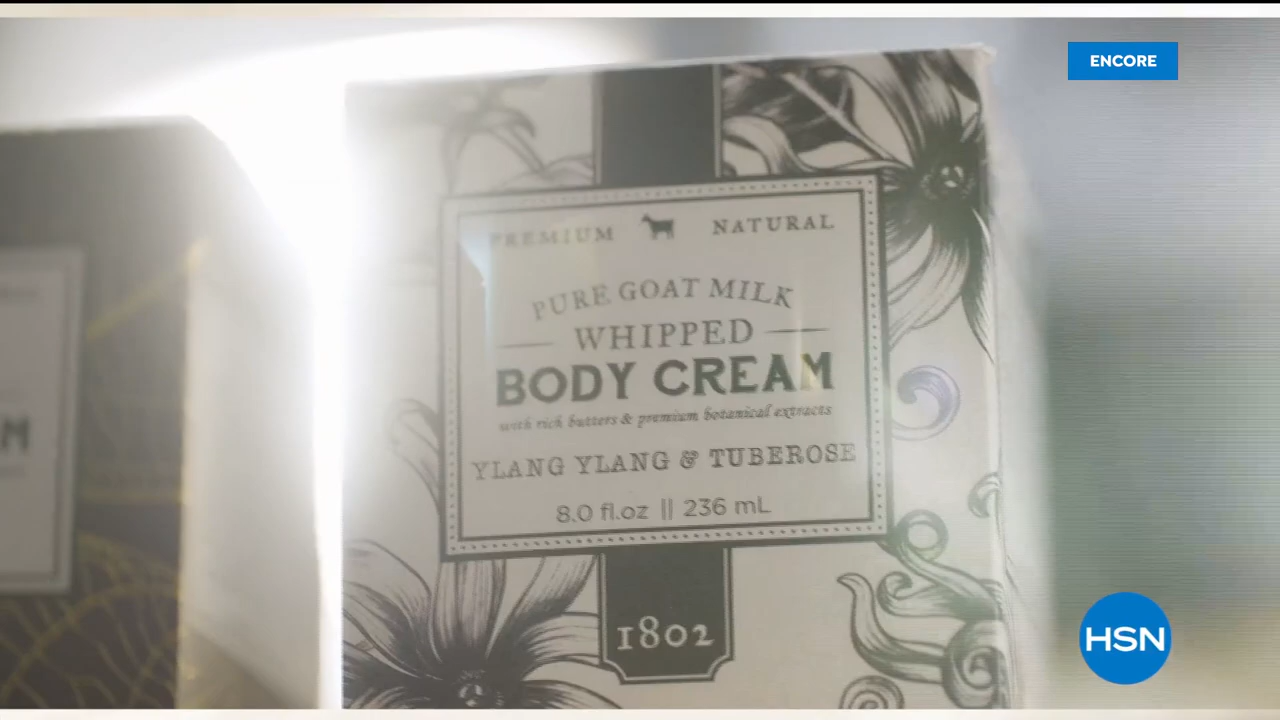 ENCORE
PREMIUM NATURAL
PURE GOAT MILK
WHIPPED
BODY CREAM
with rich butters & premium botanical extracts
YLANG YLANG & TUBEROSE
8.0 fl.oz || 236 mL
1802
HSN